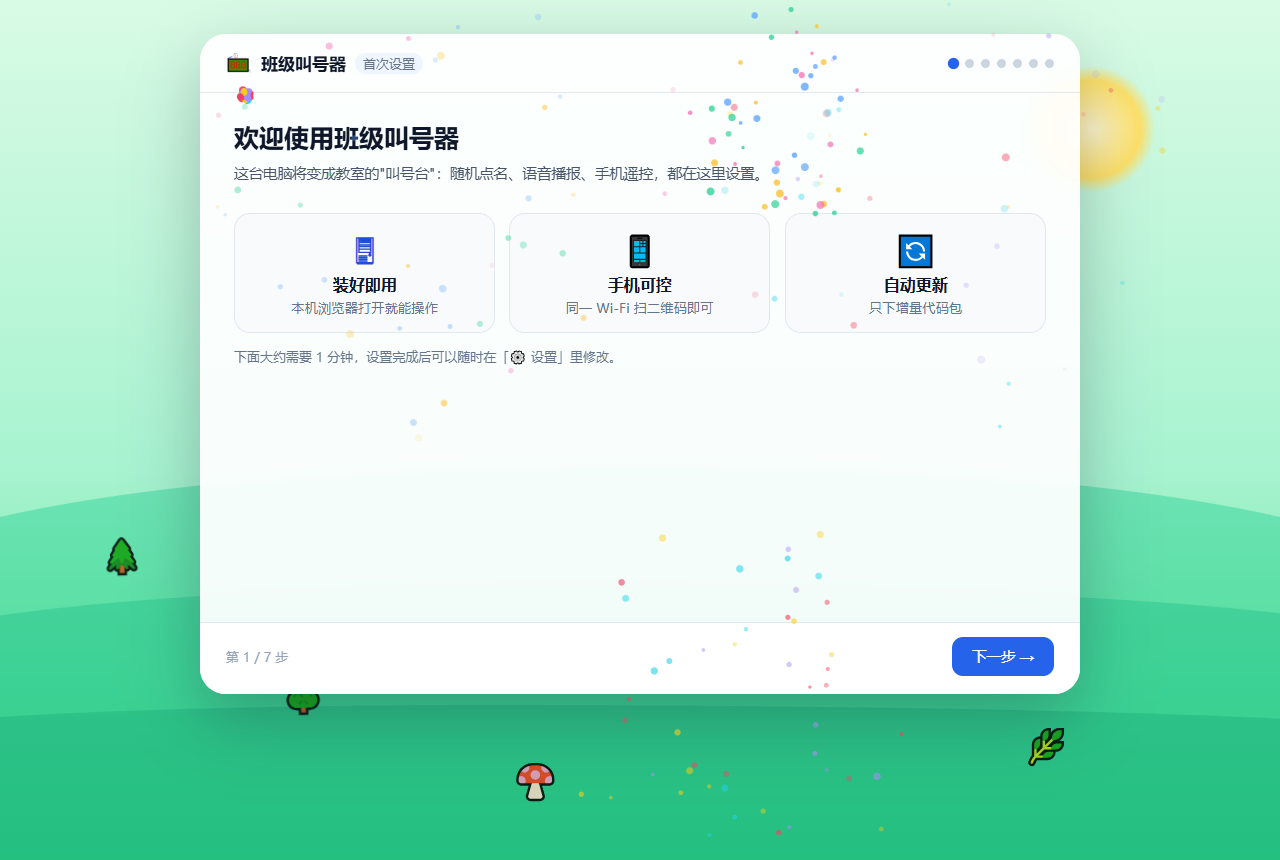 班级叫号器 首次设置
欢迎使用班级叫号器
这台电脑将变成教室的"叫号台"：随机点名、语音播报、手机遥控，都在这里设置。
装好即用
本机浏览器打开就能操作
手机可控
同一 Wi-Fi 扫二维码即可
自动更新
只下增量代码包
下面大约需要 1 分钟，设置完成后可以随时在「⚙ 设置」里修改。
第 1 / 7 步
下一步 →